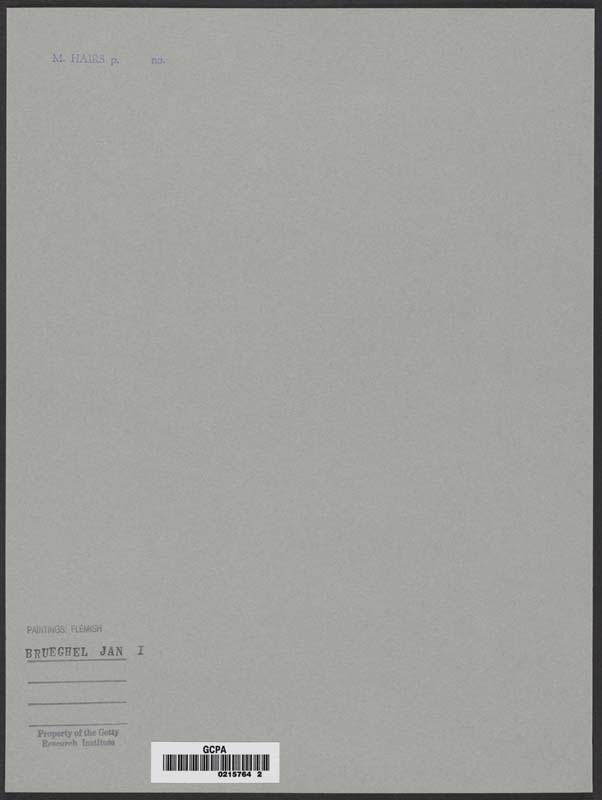 M. HAIRS p. no.
PAINTINGS: FLEMISH
BRUEGHEL JAN I
Property of the Getty
Research Institute
GCPA
0215764 2